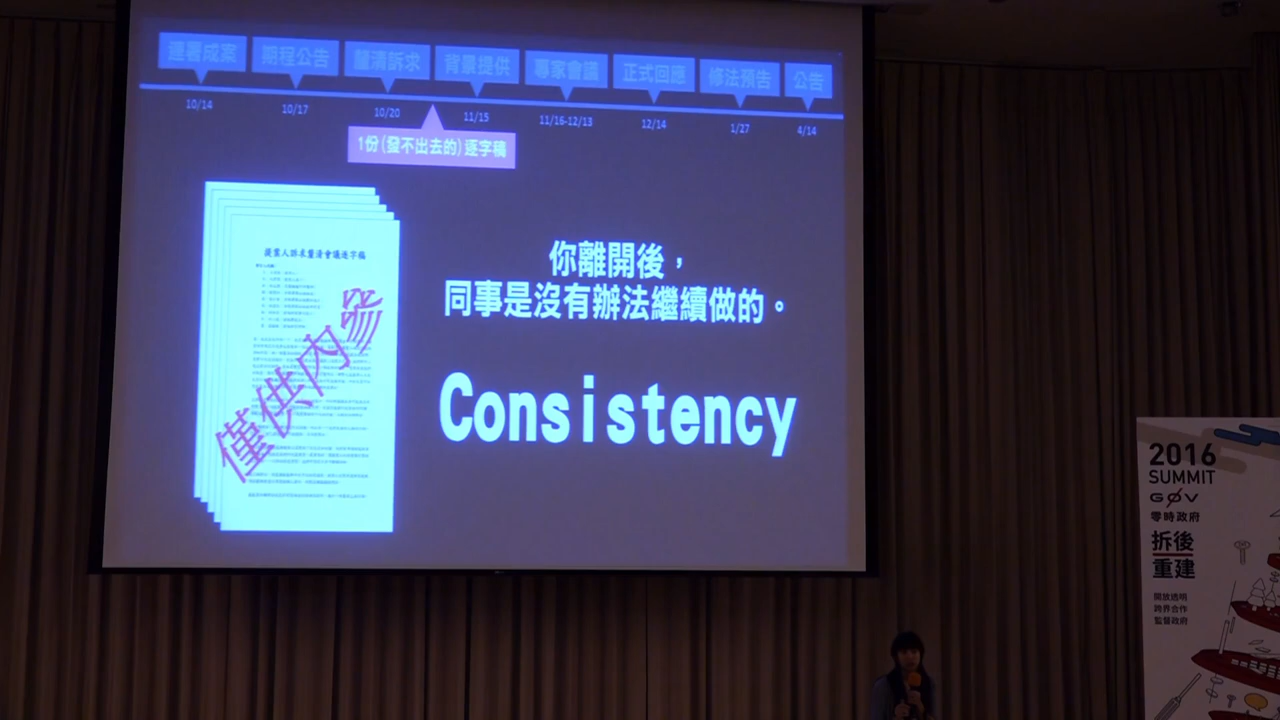 連署成案
期程公告
釐清訴求
背景提供
專家會議
正式回應
修法預告
公告
10/14
10/17
10/20
11/15
11/16-12/13
12/14
1/27
4/14
1份(發不出去的)逐字稿
提案人訴求釐清會議逐字稿
僅供內參
你離開後，
同事是沒有辦法繼續做的。
Consistency
2016
SUMMIT
GØV
零時政府
拆後
重建
開放透明
跨界合作
監督政府